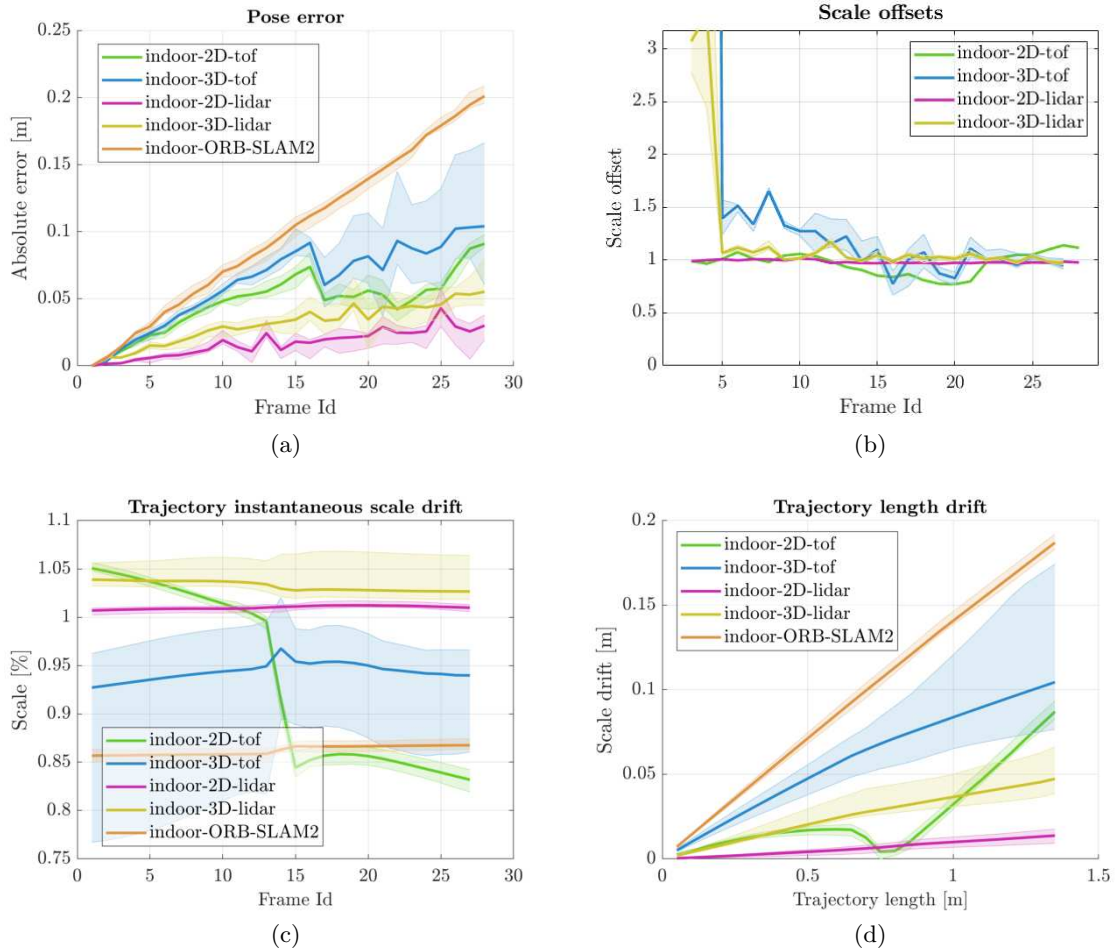 Pose error
0.25
0.2
0.15
0.1
0.05
0
Absolute error [m]
indoor-2D-tof
indoor-3D-tof
indoor-2D-lidar
indoor-3D-lidar
indoor-ORB-SLAM2
0 5 10 15 20 25 30
Frame Id
(a)
Scale offsets
3
2.5
2
1.5
1
0.5
0
Scale offset
indoor-2D-tof
indoor-3D-tof
indoor-2D-lidar
indoor-3D-lidar
5 10 15 20 25
Frame Id
(b)
Trajectory instantaneous scale drift
1.1
1.05
1
0.95
0.9
0.85
0.8
0.75
Scale [%]
indoor-2D-tof
indoor-3D-tof
indoor-2D-lidar
indoor-3D-lidar
indoor-ORB-SLAM2
0 5 10 15 20 25 30
Frame Id
(c)
Trajectory length drift
0.2
0.15
0.1
0.05
0
Scale drift [m]
indoor-2D-tof
indoor-3D-tof
indoor-2D-lidar
indoor-3D-lidar
indoor-ORB-SLAM2
0 0.5 1 1.5
Trajectory length [m]
(d)